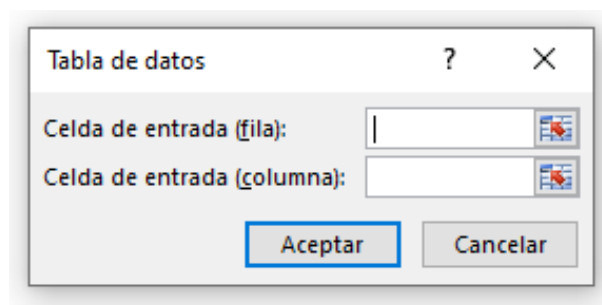 Tabla de datos ?
Celda de entrada (fila):
Celda de entrada (columna):
Aceptar Cancelar